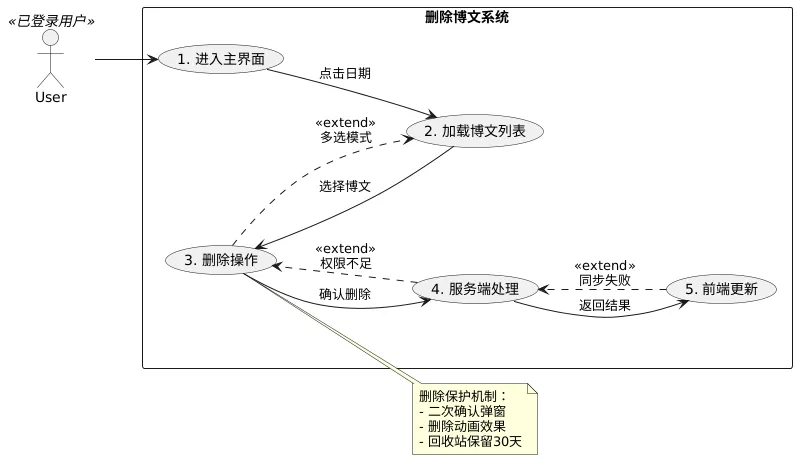 删除博文系统
«已登录用户»
User
1. 进入主界面
点击日期
«extend»
多选模式
2. 加载博文列表
选择博文
3. 删除操作
«extend»
权限不足
确认删除
4. 服务端处理
«extend»
同步失败
返回结果
5. 前端更新
删除保护机制：
- 二次确认弹窗
- 删除动画效果
- 回收站保留30天